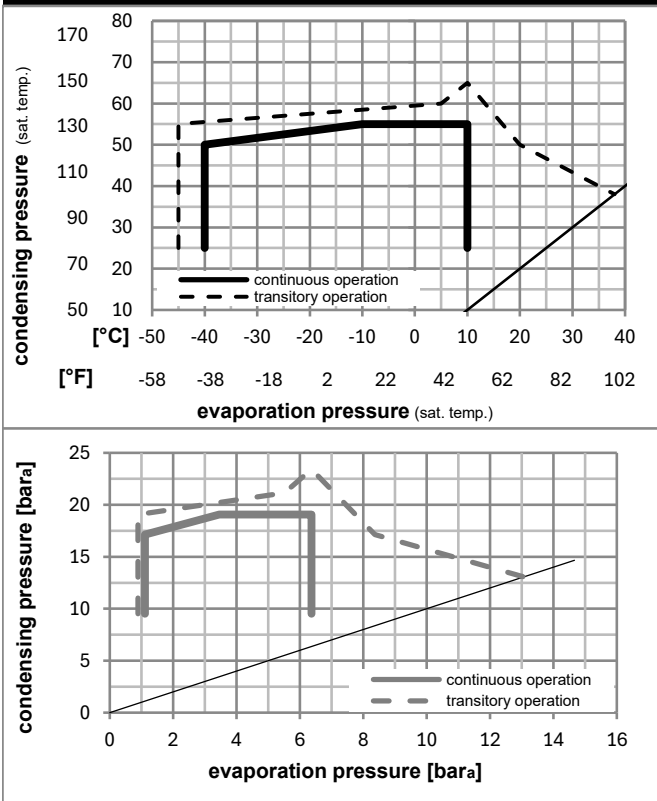 condensing pressure (sat. temp.)
170 80
70
150 60
130 50
110 40
90 30
70 20
50 10
continuous operation
transitory operation
[°C] -50 -40 -30 -20 -10 0 10 20 30 40
[°F] -58 -38 -18 2 22 42 62 82 102
evaporation pressure (sat. temp.)
condensing pressure [bara]
25
20
15
10
5
0
continuous operation
transitory operation
0 2 4 6 8 10 12 14 16
evaporation pressure [bara]